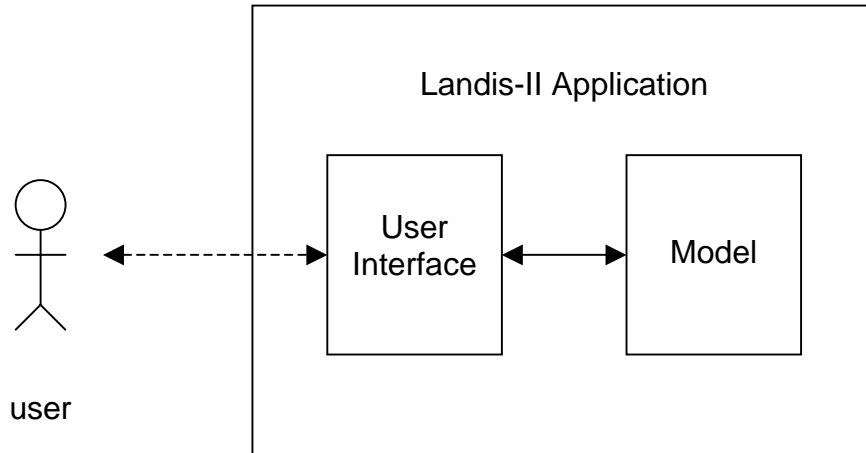 Landis-II Application
User
Interface
Model
user